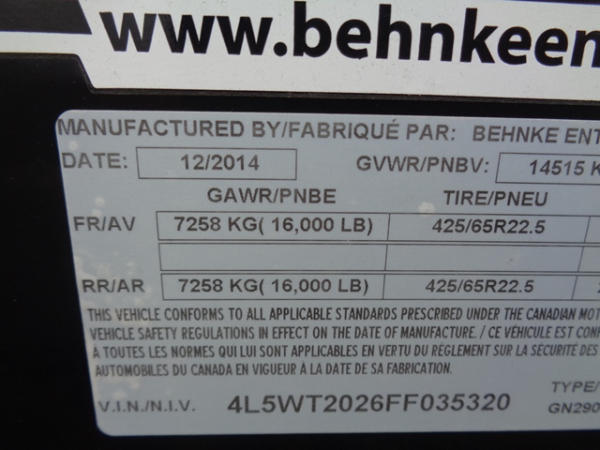 www.behnkeen
MANUFACTURED BY/FABRIQUÉ PAR: BEHNKE ENT
DATE: 12/2014 GVWR/PNBV: 14515 K
GAWR/PNBE TIRE/PNEU
FR/AV 7258 KG( 16,000 LB) 425/65R22.5
RR/AR 7258 KG( 16,000 LB) 425/65R22.5
THIS VEHICLE CONFORMS TO ALL APPLICABLE STANDARDS PRESCRIBED UNDER THE CANADIAN MOT
VEHICLE SAFETY REGULATIONS IN EFFECT ON THE DATE OF MANUFACTURE. / CE VÉHICULE EST CONF
A TOUTES LES NORMES QUI LUI SONT APPLICABLES EN VERTU DU RÈGLEMENT SUR LA SÉCURITÉ DES
AUTOMOBILES DU CANADA EN VIGUEUR À LA DATE DE SA FABRICATION.
TYPE/
V.I.N./N.I.V. 4L5WT2026FF035320 GN290